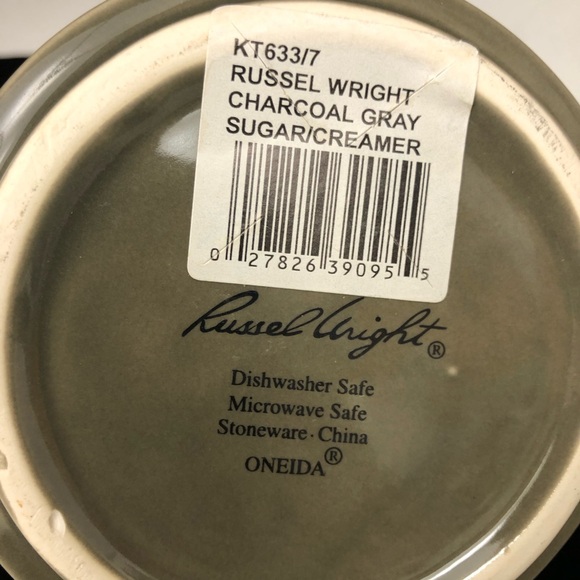 KT633/7
RUSSEL WRIGHT
CHARCOAL GRAY
SUGAR/CREAMER
0 27826 39095 5
Russel Wright®
Dishwasher Safe
Microwave Safe
Stoneware · China
ONEIDA®